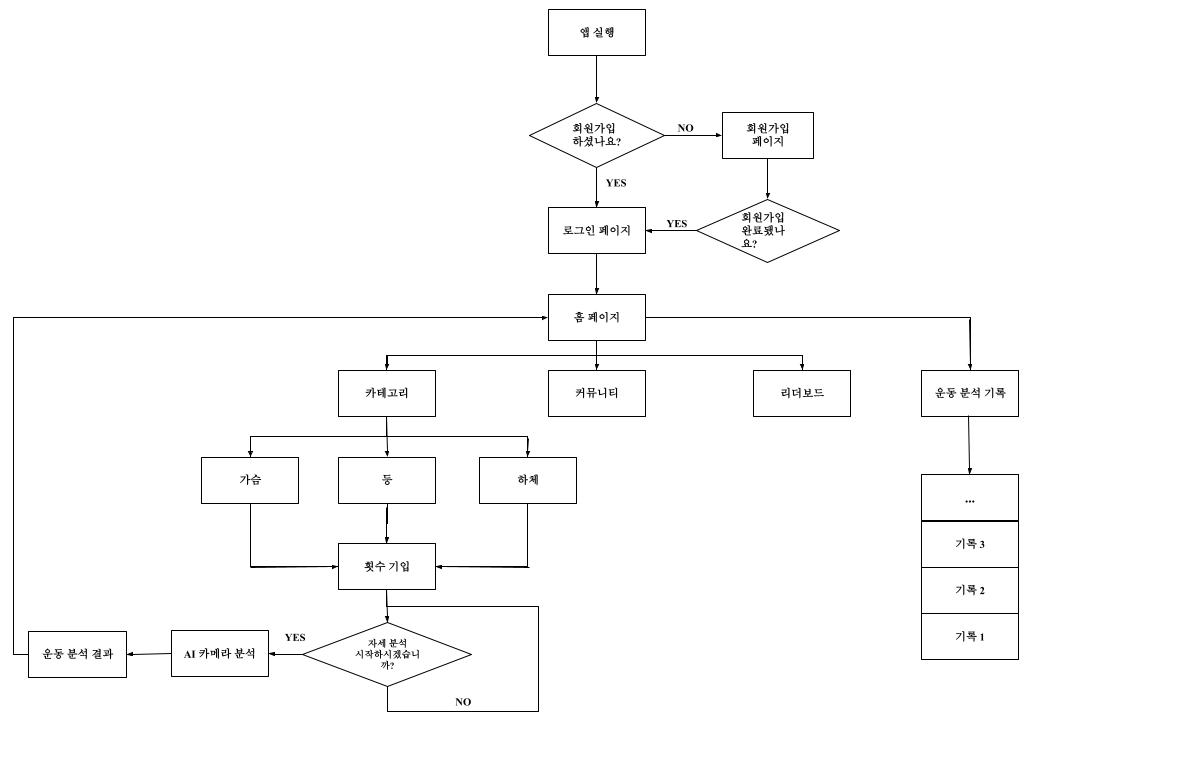 앱 실행
회원가입
하셨나요?
NO
회원가입
페이지
YES
로그인 페이지
YES
회원가입
완료됐나
요?
홈 페이지
카테고리
커뮤니티
리더보드
운동 분석 기록
가슴
등
하체
...
기록 3
기록 2
기록 1
횟수 기입
자세 분석
시작하시겠습니
까?
YES
AI 카메라 분석
운동 분석 결과
NO